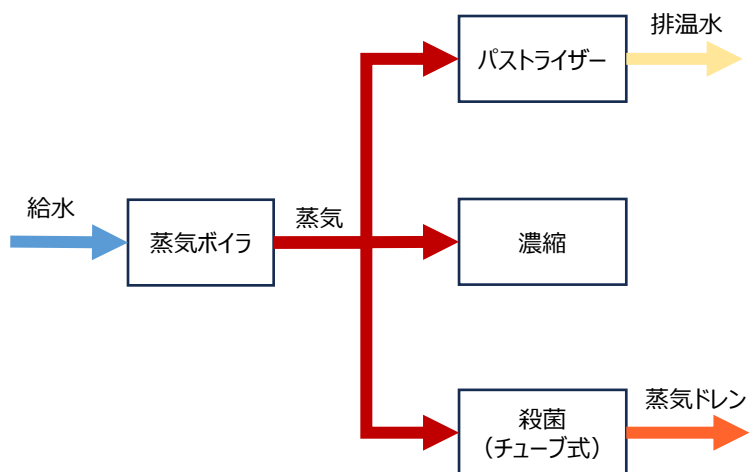 排温水
パストライザー
給水
蒸気ボイラ
蒸気
濃縮
蒸気ドレン
殺菌
（チューブ式）